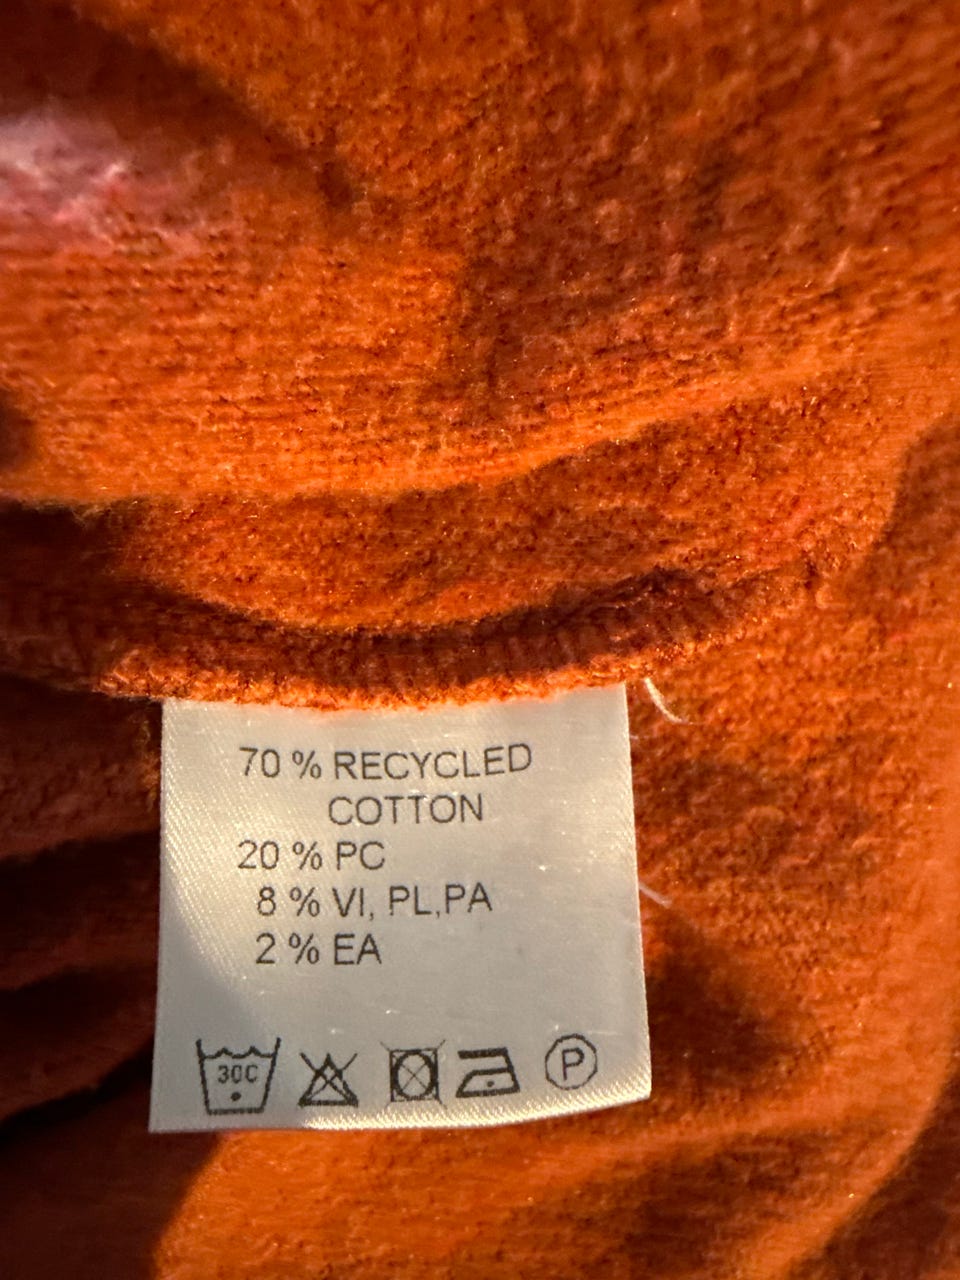 70 % RECYCLED
COTTON
20 % PC
8 % VI, PL,PA
2 % EA
30C P